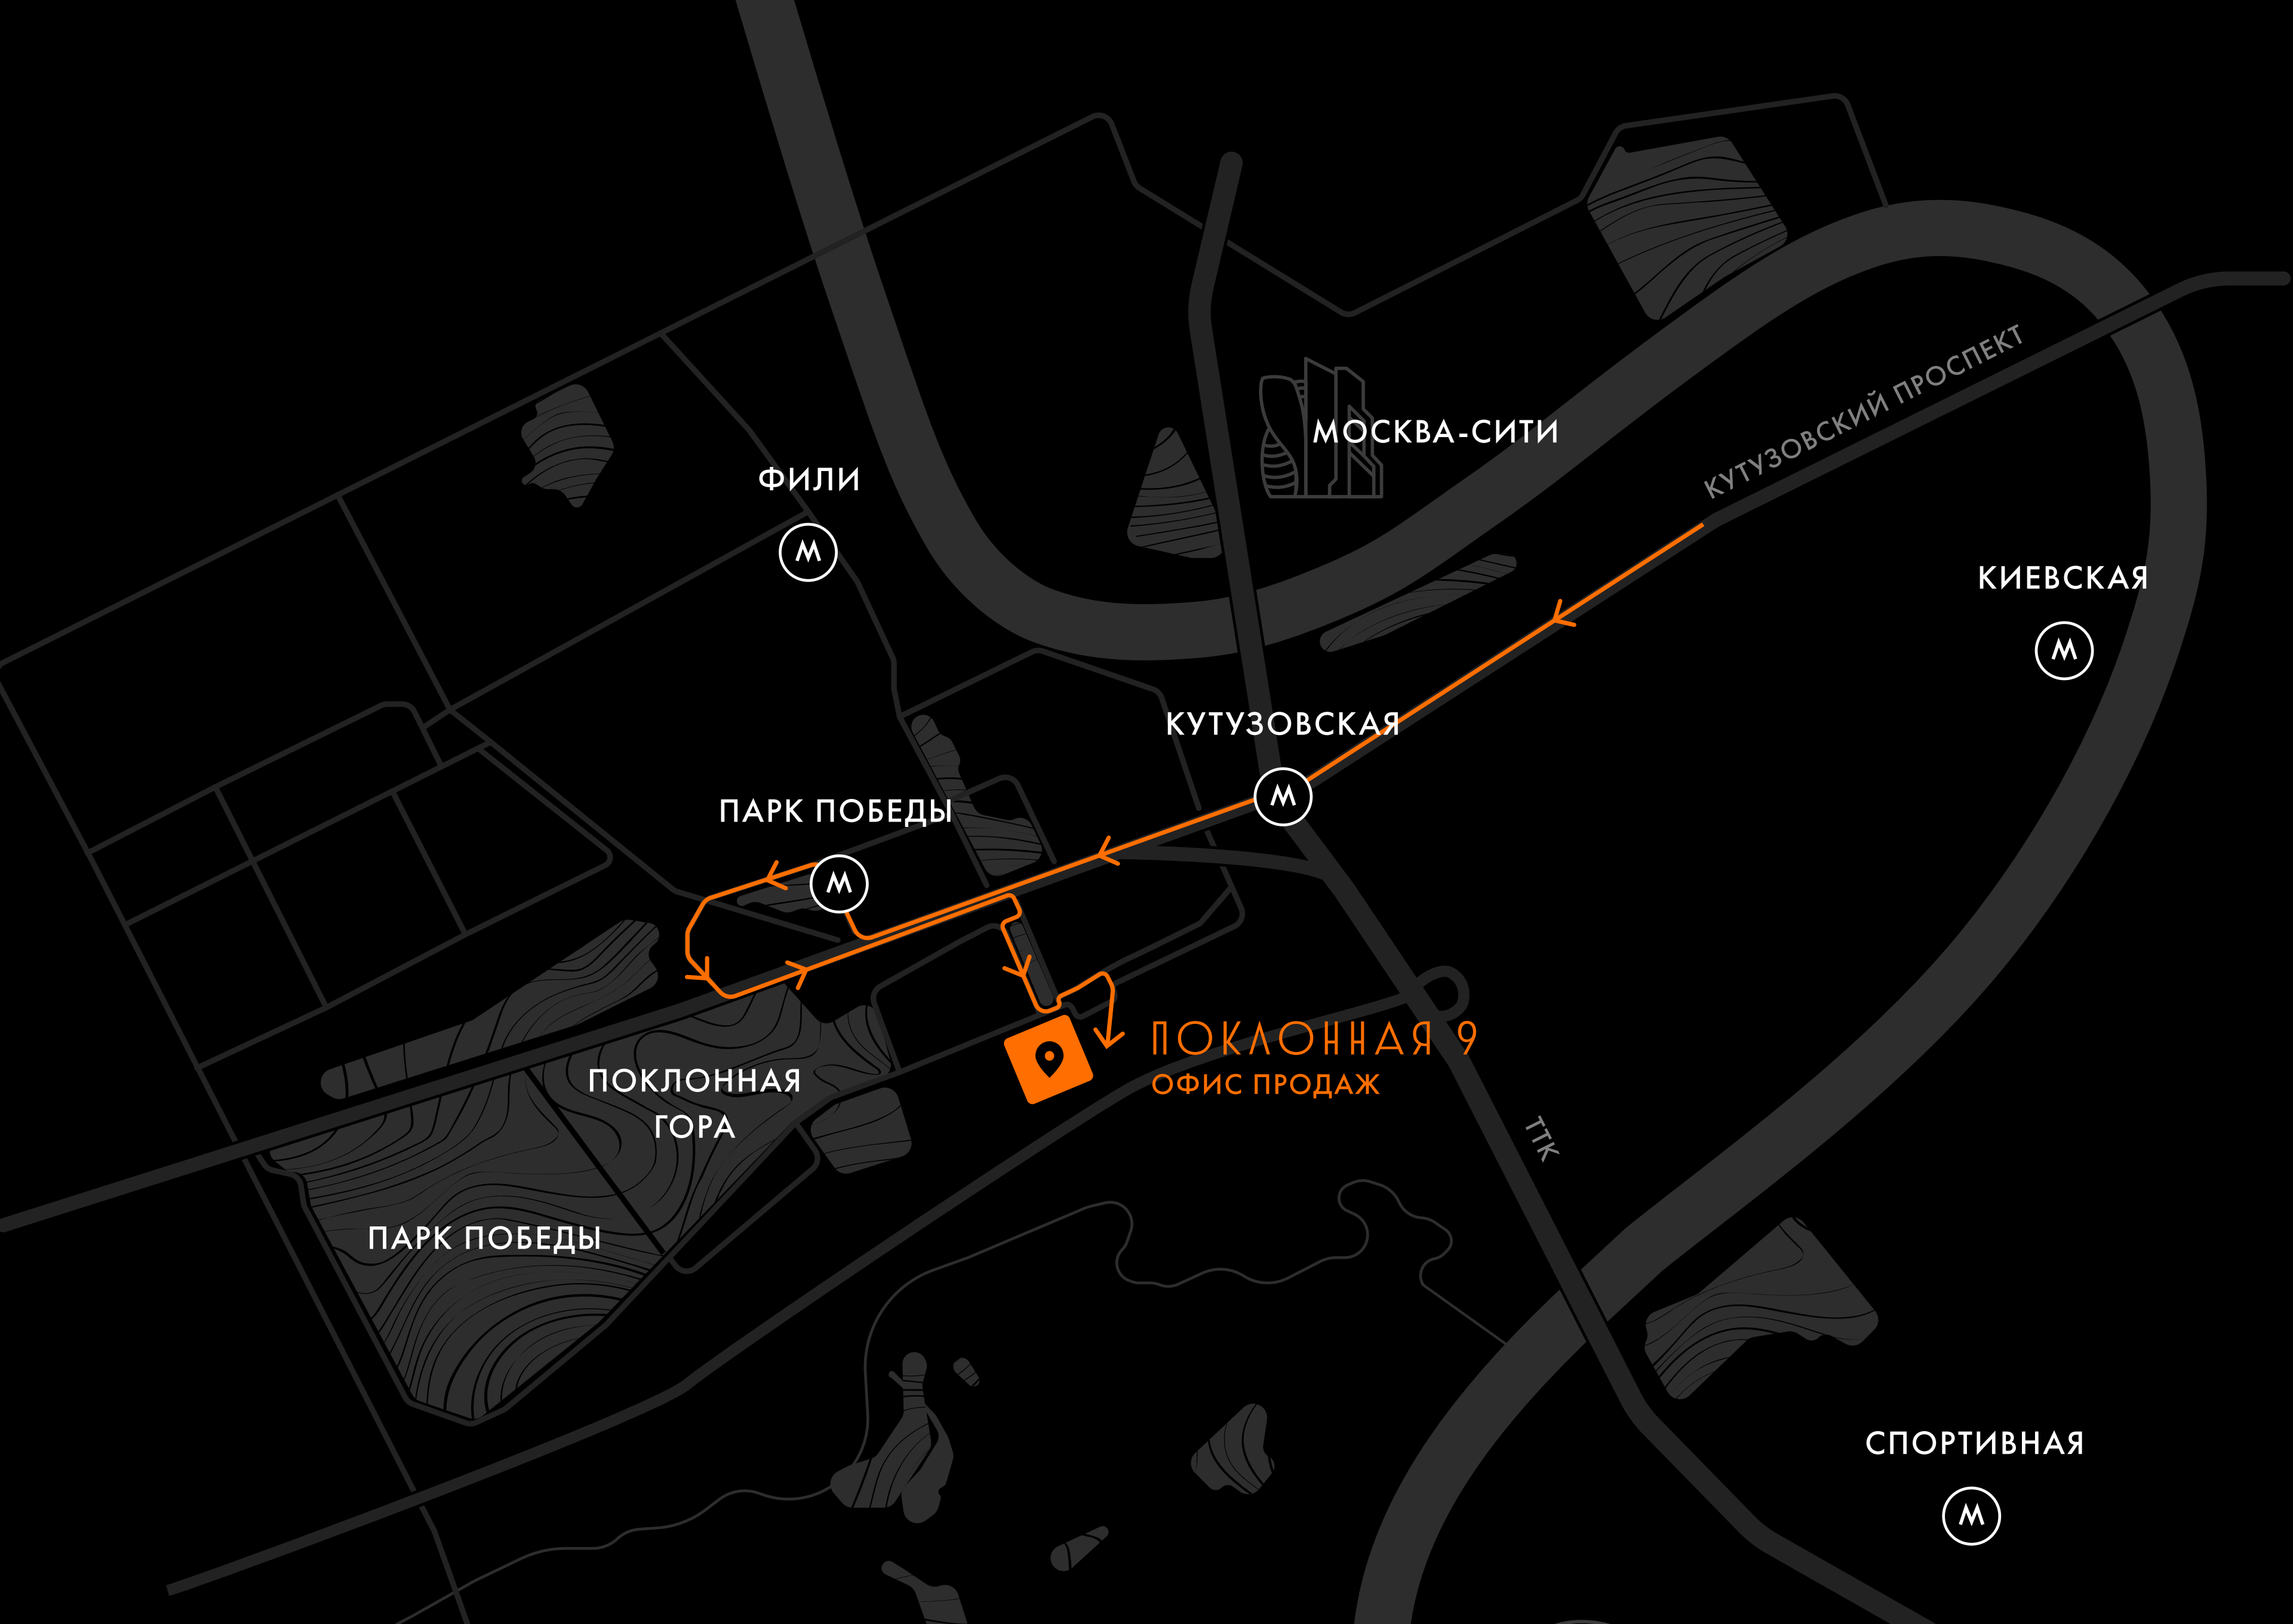 МОСКВА-СИТИ
КУТУЗОВСКИЙ ПРОСПЕКТ
ФИЛИ
М
КИЕВСКАЯ
М
КУТУЗОВСКАЯ
М
ПАРК ПОБЕДЫ
М
ПОКЛОННАЯ 9
ОФИС ПРОДАЖ
ПОКЛОННАЯ
ГОРА
ТТК
ПАРК ПОБЕДЫ
СПОРТИВНАЯ
М